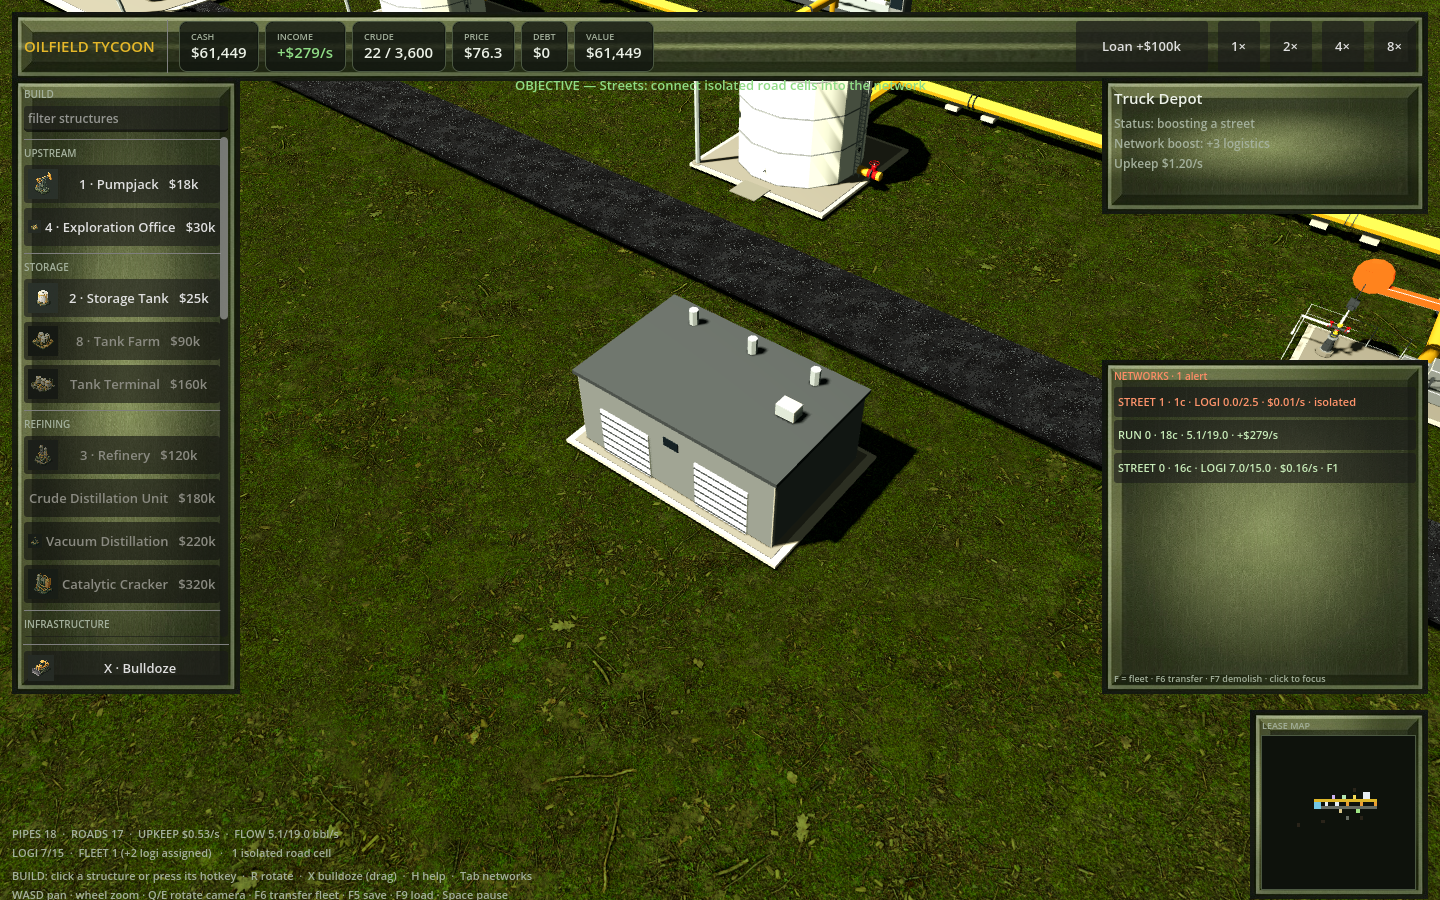 OILFIELD TYCOON
CASH
$61,449
INCOME
+$279/s
CRUDE
22 / 3,600
PRICE
$76.3
DEBT
$0
VALUE
$61,449
Loan +$100k
1×
2×
4×
8×
OBJECTIVE — Streets: connect isolated road cells into the network
BUILD
filter structures
UPSTREAM
1 · Pumpjack $18k
4 · Exploration Office $30k
STORAGE
2 · Storage Tank $25k
8 · Tank Farm $90k
Tank Terminal $160k
REFINING
3 · Refinery $120k
Crude Distillation Unit $180k
Vacuum Distillation $220k
Catalytic Cracker $320k
INFRASTRUCTURE
X · Bulldoze
Truck Depot
Status: boosting a street
Network boost: +3 logistics
Upkeep $1.20/s
NETWORKS · 1 alert
STREET 1 · 1c · LOGI 0.0/2.5 · $0.01/s · isolated
RUN 0 · 18c · 5.1/19.0 · +$279/s
STREET 0 · 16c · LOGI 7.0/15.0 · $0.16/s · F1
F = fleet · F6 transfer · F7 demolish · click to focus
LEASE MAP
PIPES 18 · ROADS 17 · UPKEEP $0.53/s · FLOW 5.1/19.0 bbl/s
LOGI 7/15 · FLEET 1 (+2 logi assigned) · 1 isolated road cell
BUILD: click a structure or press its hotkey · R rotate · X bulldoze (drag) · H help · Tab networks
WASD pan · wheel zoom · Q/E rotate camera · F6 transfer fleet · F5 save · F9 load · Space pause